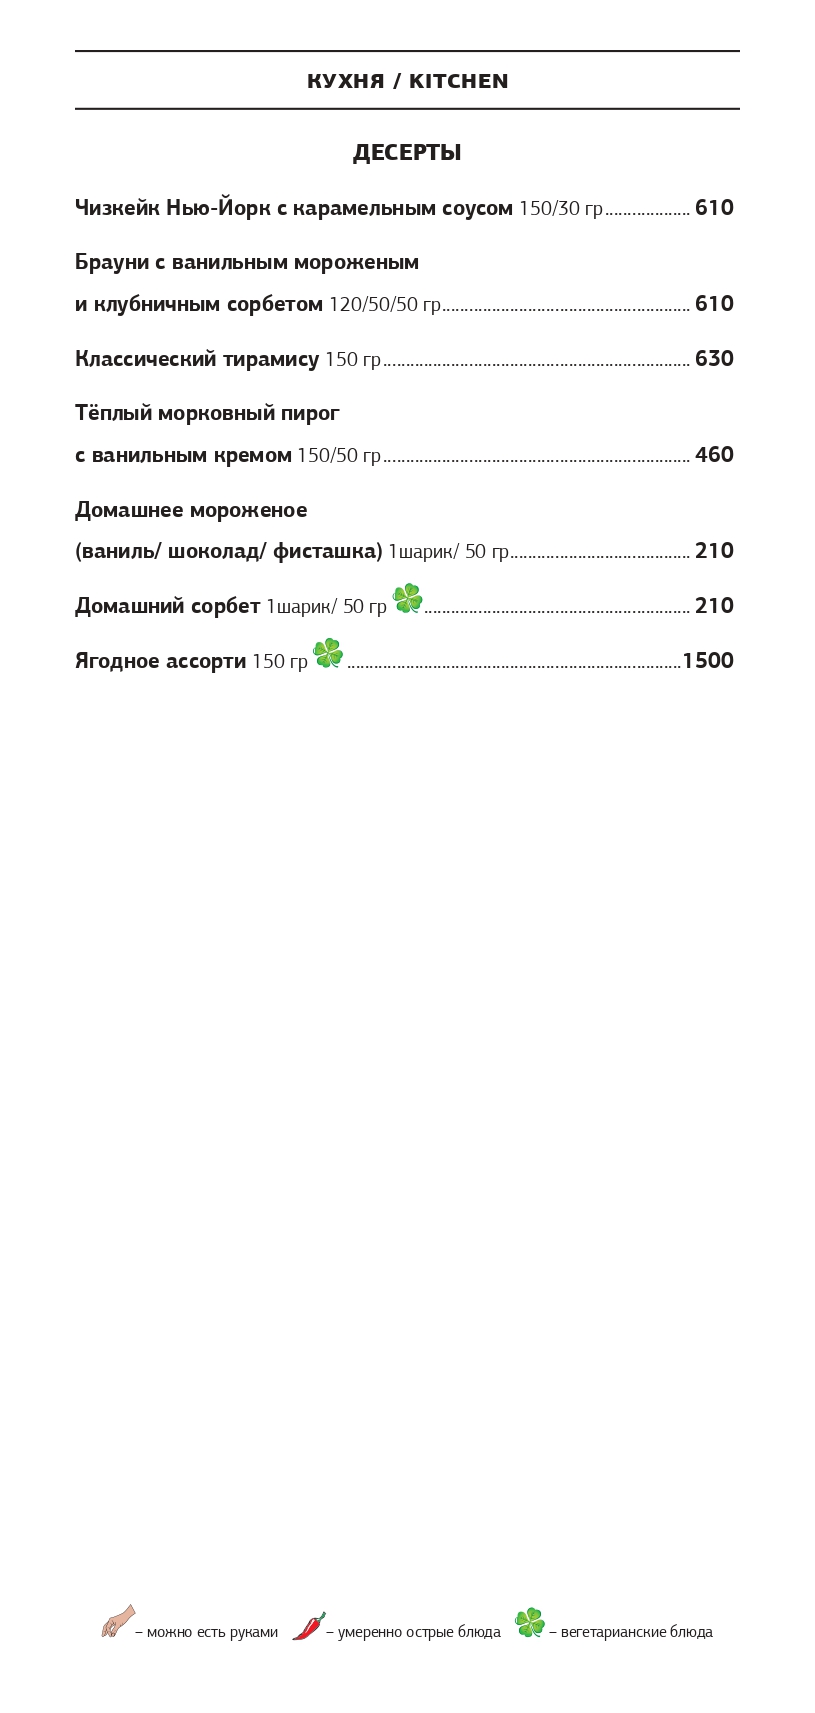 КУХНЯ / KITCHEN
ДЕСЕРТЫ
Чизкейк Нью-Йорк с карамельным соусом 150/30 гр................... 610
Брауни с ванильным мороженым
и клубничным сорбетом 120/50/50 гр....................................................... 610
Классический тирамису 150 гр.................................................................... 630
Тёплый морковный пирог
с ванильным кремом 150/50 гр.................................................................... 460
Домашнее мороженое
(ваниль/ шоколад/ фисташка) 1шарик/ 50 гр........................................ 210
Домашний сорбет 1шарик/ 50 гр ........................................................... 210
Ягодное ассорти 150 гр ..........................................................................1500
– можно есть руками – умеренно острые блюда – вегетарианские блюда